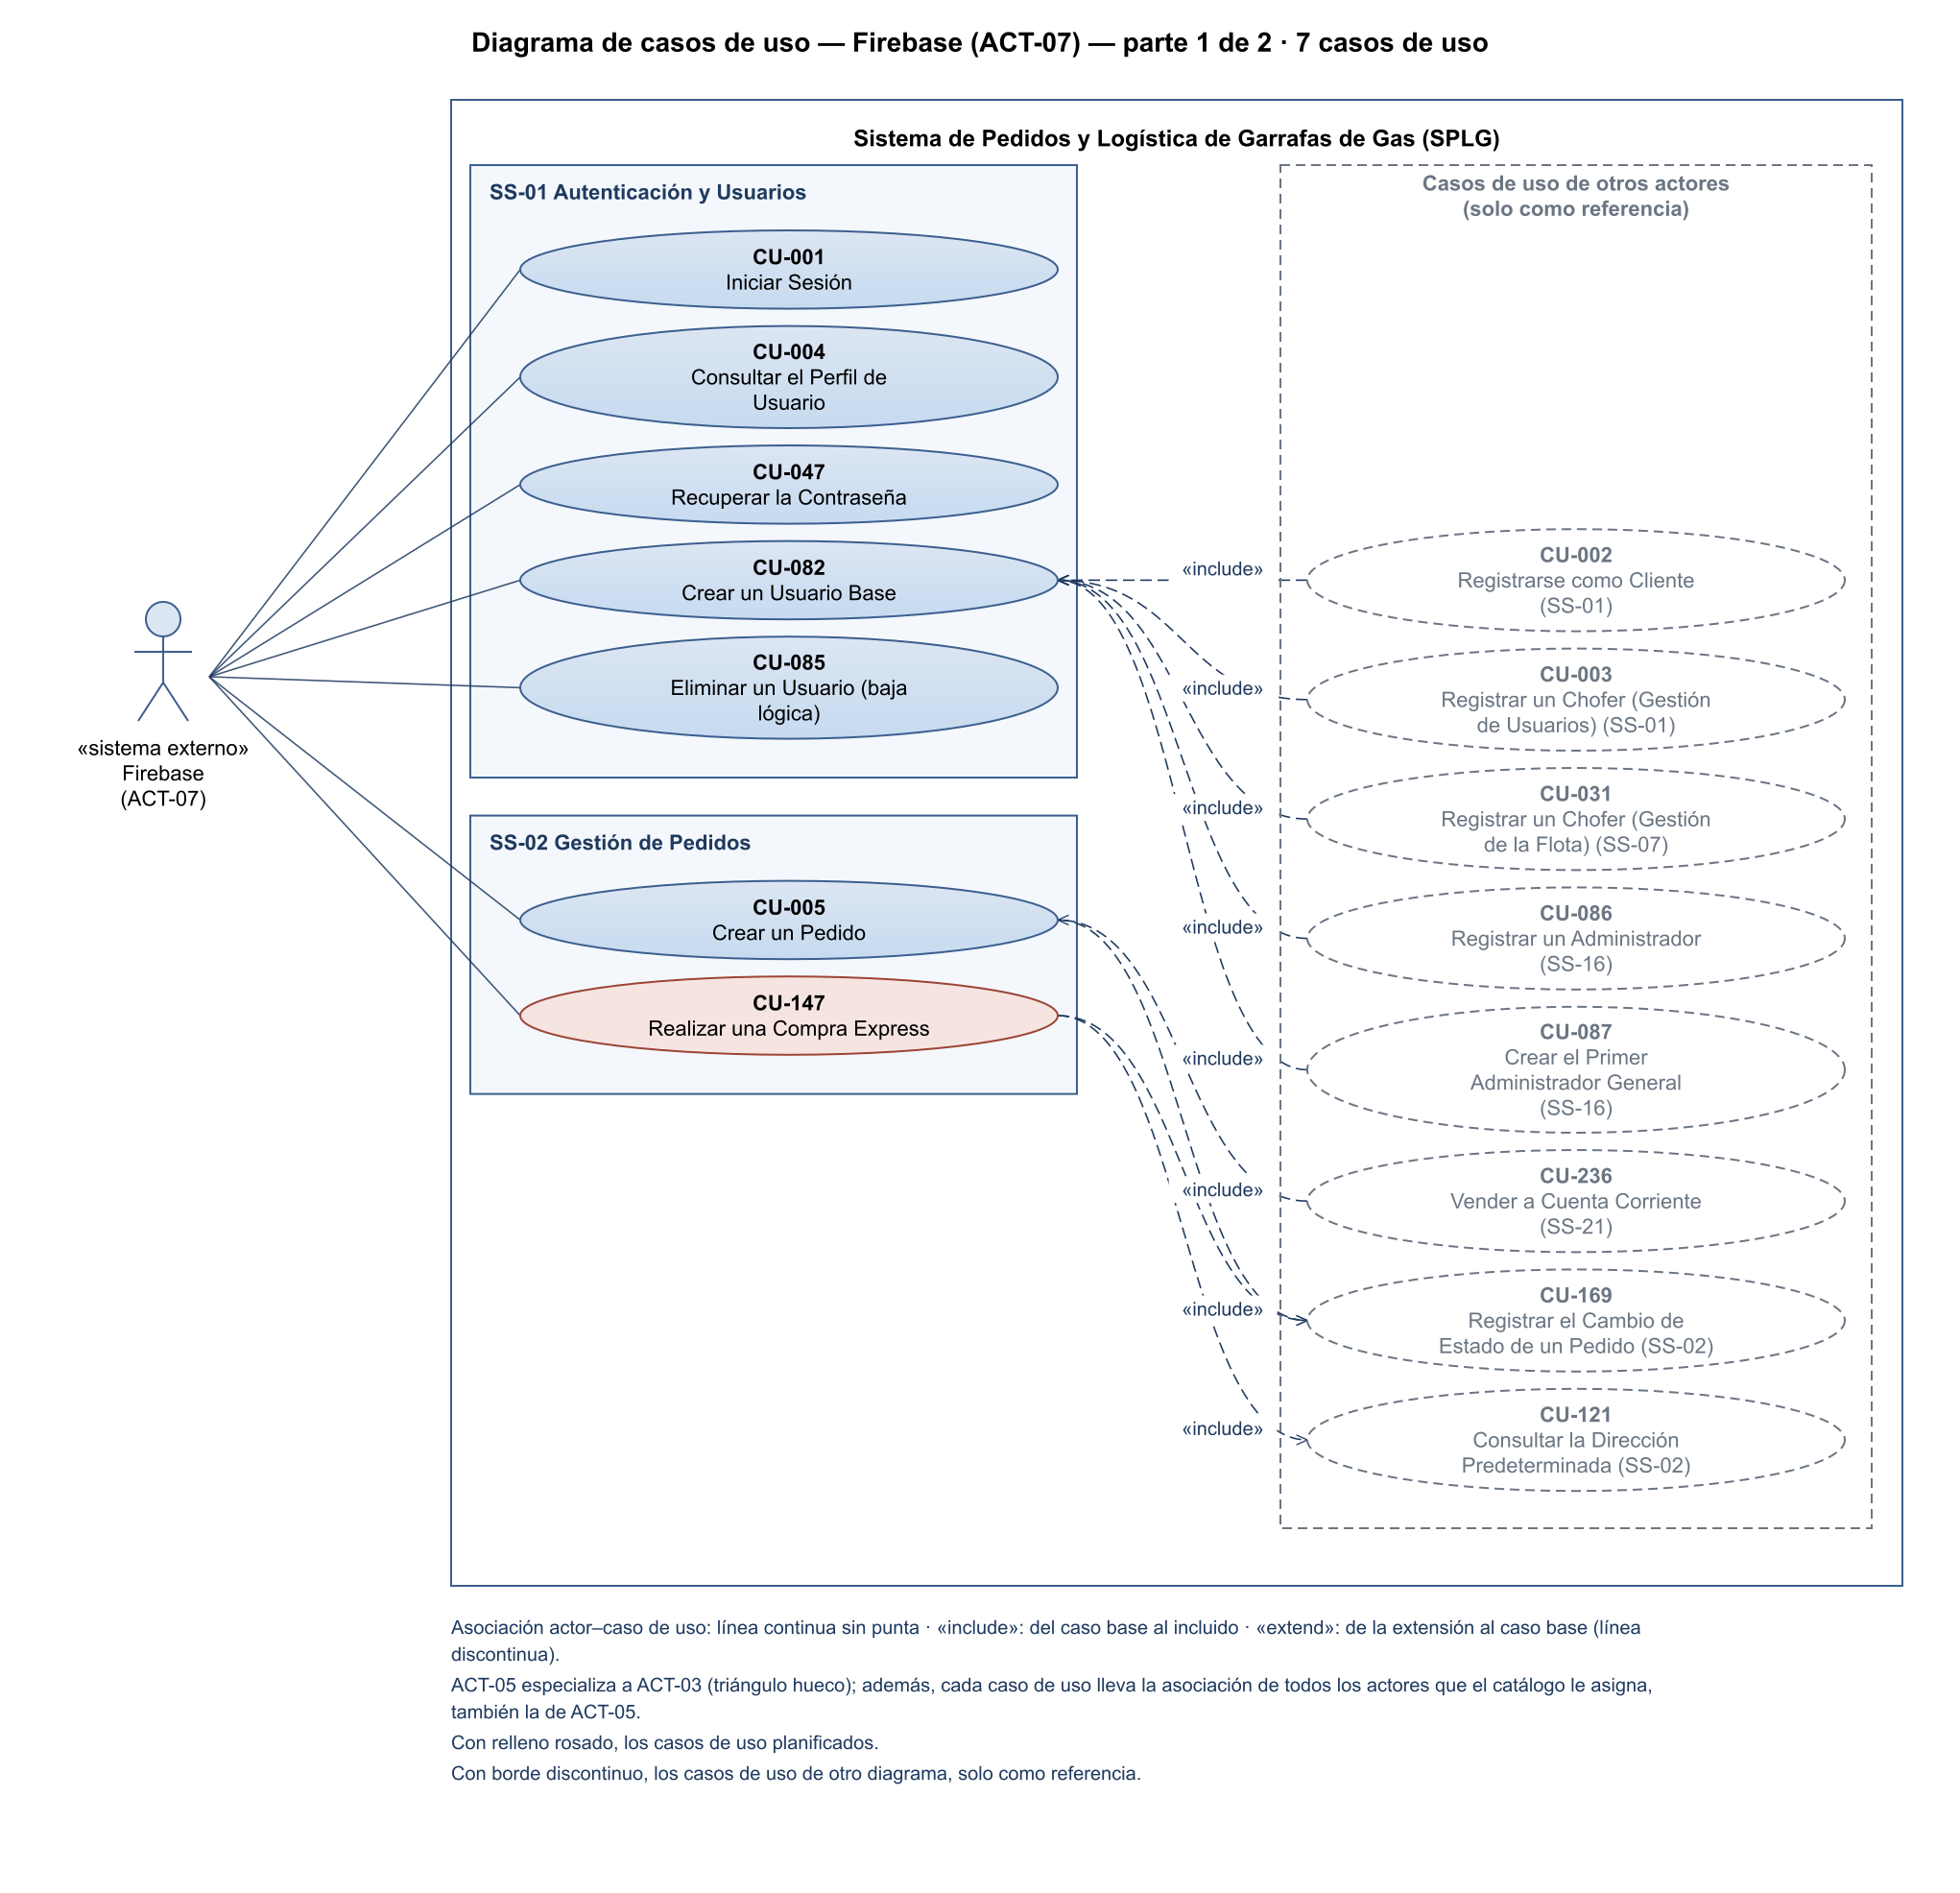 Diagrama de casos de uso — Firebase (ACT-07) — parte 1 de 2 · 7 casos de uso
Sistema de Pedidos y Logística de Garrafas de Gas (SPLG)
SS-01 Autenticación y Usuarios
CU-001
Iniciar Sesión
CU-004
Consultar el Perfil de
Usuario
CU-047
Recuperar la Contraseña
CU-082
Crear un Usuario Base
CU-085
Eliminar un Usuario (baja
lógica)
«sistema externo»
Firebase
(ACT-07)
SS-02 Gestión de Pedidos
CU-005
Crear un Pedido
CU-147
Realizar una Compra Express
«include»
«include»
«include»
«include»
«include»
«include»
«include»
«include»
Casos de uso de otros actores
(solo como referencia)
CU-002
Registrarse como Cliente
(SS-01)
CU-003
Registrar un Chofer (Gestión
de Usuarios) (SS-01)
CU-031
Registrar un Chofer (Gestión
de la Flota) (SS-07)
CU-086
Registrar un Administrador
(SS-16)
CU-087
Crear el Primer
Administrador General
(SS-16)
CU-236
Vender a Cuenta Corriente
(SS-21)
CU-169
Registrar el Cambio de
Estado de un Pedido (SS-02)
CU-121
Consultar la Dirección
Predeterminada (SS-02)
Asociación actor–caso de uso: línea continua sin punta · «include»: del caso base al incluido · «extend»: de la extensión al caso base (línea
discontinua).
ACT-05 especializa a ACT-03 (triángulo hueco); además, cada caso de uso lleva la asociación de todos los actores que el catálogo le asigna,
también la de ACT-05.
Con relleno rosado, los casos de uso planificados.
Con borde discontinuo, los casos de uso de otro diagrama, solo como referencia.